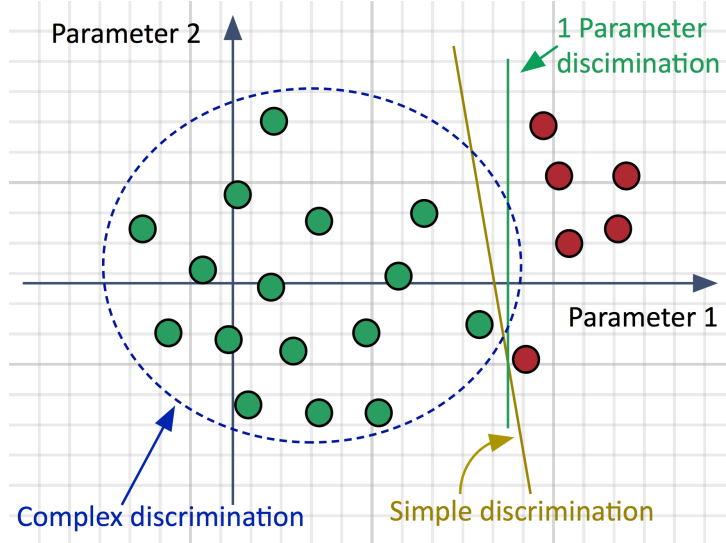 Parameter 2
1 Parameter
discimination
Parameter 1
Simple discrimination
Complex discrimination